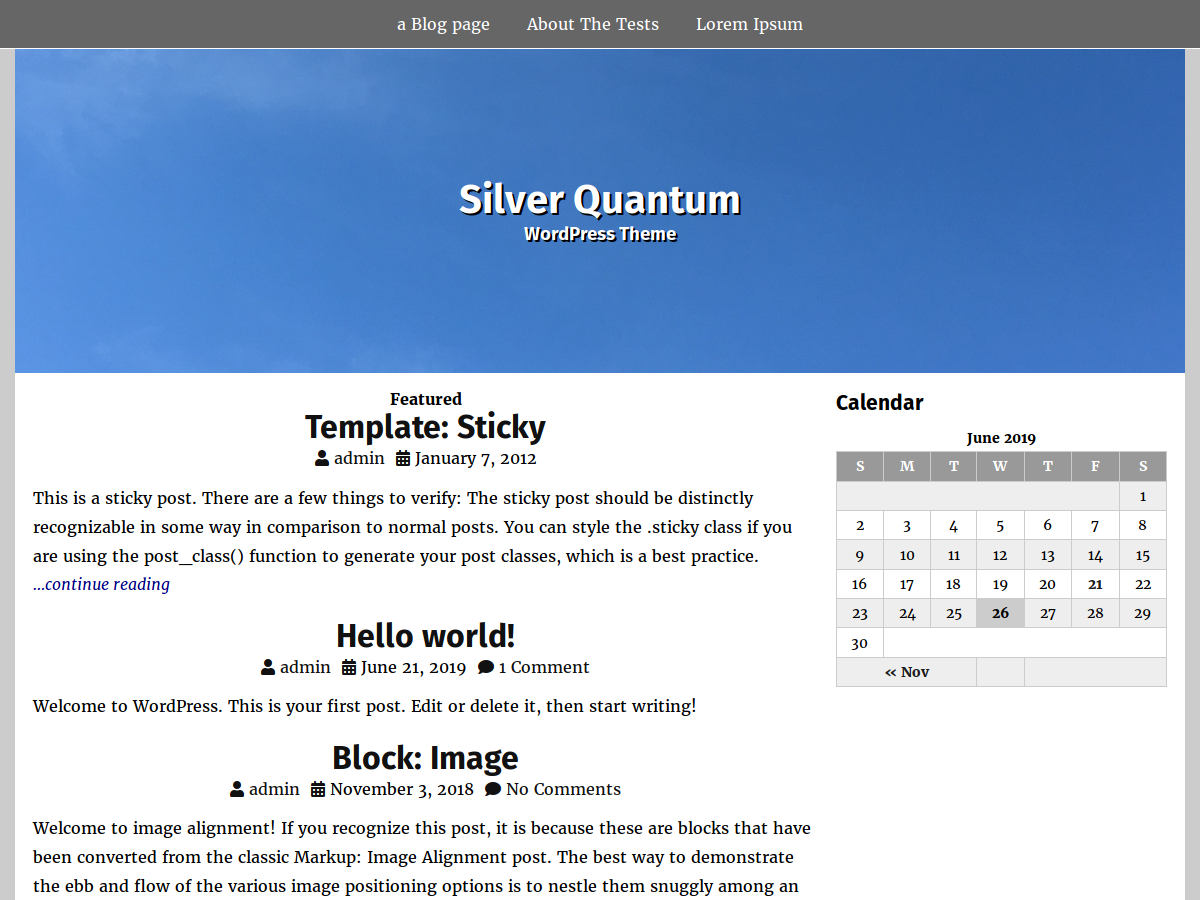 a Blog page About The Tests Lorem Ipsum
Silver Quantum
WordPress Theme
Featured
Template: Sticky
admin January 7, 2012
This is a sticky post. There are a few things to verify: The sticky post should be distinctly
recognizable in some way in comparison to normal posts. You can style the .sticky class if you
are using the post_class() function to generate your post classes, which is a best practice.
...continue reading
Hello world!
admin June 21, 2019 1 Comment
Welcome to WordPress. This is your first post. Edit or delete it, then start writing!
Block: Image
admin November 3, 2018 No Comments
Welcome to image alignment! If you recognize this post, it is because these are blocks that have
been converted from the classic Markup: Image Alignment post. The best way to demonstrate
the ebb and flow of the various image positioning options is to nestle them snuggly among an
Calendar
June 2019
S M T W T F S
1
2 3 4 5 6 7 8
9 10 11 12 13 14 15
16 17 18 19 20 21 22
23 24 25 26 27 28 29
30
« Nov